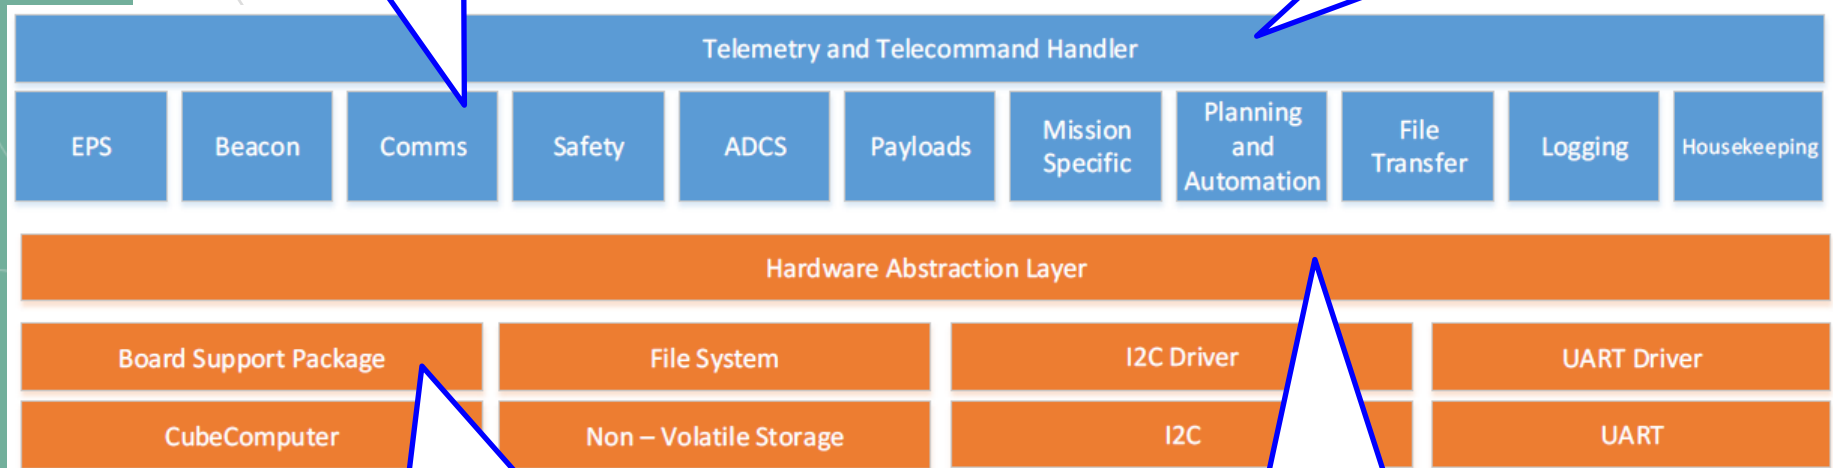 Telemetry and Telecommand Handler
EPS
Beacon
Comms
Safety
ADCS
Payloads
Mission
Specific
Planning
and
Automation
File
Transfer
Logging
Housekeeping
Hardware Abstraction Layer
Board Support Package
File System
I2C Driver
UART Driver
CubeComputer
Non – Volatile Storage
I2C
UART